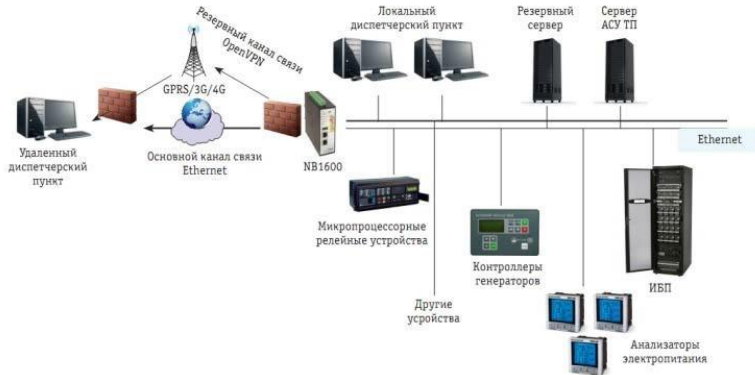 Локальный
диспетчерский пункт
Резервный
сервер
Сервер
АСУ ТП
Резервный канал связи
OpenVPN
GPRS/3G/4G
Удаленный
диспетчерский
пункт
Основной канал связи
Ethernet
NB1600
Ethernet
Микропроцессорные
релейные устройства
Контроллеры
генераторов
ИБП
Другие
усройства
Анализаторы
электропитания